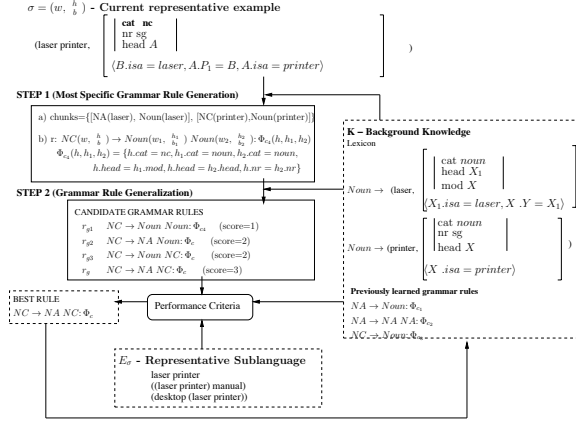 σ = (w, h b) - Current representative example
cat nc
nr sg
(laser printer, head A )
⟨B.isa = laser, A.P1 = B, A.isa = printer⟩
STEP 1 (Most Specific Grammar Rule Generation)
a) chunks={[NA(laser), Noun(laser)], [NC(printer),Noun(printer)]}
b) r: NC(w, h b) → Noun(w1, h1 b1) Noun(w2, h2 b2): Φc4(h, h1, h2)
Φc4(h, h1, h2) = {h.cat = nc, h1.cat = noun, h2.cat = noun,
h.head = h1.mod, h.head = h2.head, h.nr = h2.nr}
STEP 2 (Grammar Rule Generalization)
CANDIDATE GRAMMAR RULES
rg1 NC → Noun Noun: Φc4 (score=1)
rg2 NC → NA Noun: Φc (score=2)
rg3 NC → Noun NC: Φc (score=2)
rg NC → NA NC: Φc (score=3)
K – Background Knowledge
Lexicon
cat noun
Noun → (laser, head X1
mod X
⟨X1.isa = laser, X .Y = X1⟩
cat noun
nr sg
Noun → (printer, head X )
⟨X .isa = printer⟩
Previously learned grammar rules
NA → Noun: Φc1
NA → NA NA: Φc2
NC → Noun: Φ
BEST RULE
NC → NA NC: Φc
Performance Criteria
Eσ - Representative Sublanguage
laser printer
((laser printer) manual)
(desktop (laser printer))